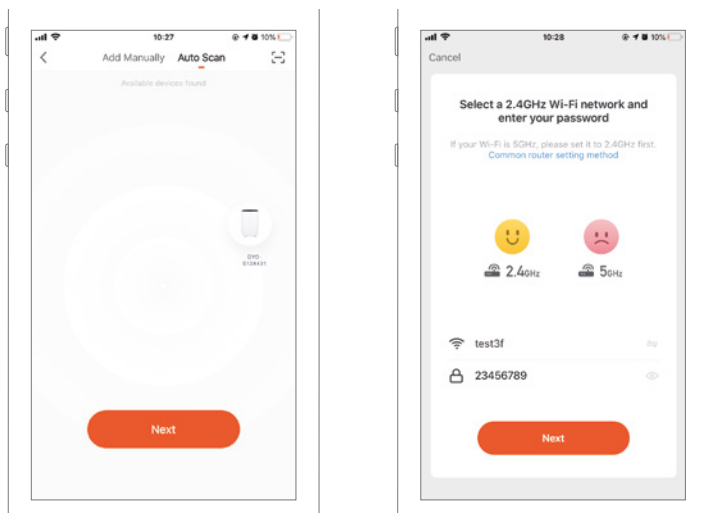 10:27
10%
Add Manually Auto Scan
Available devices found
Next
10:28
10%
Cancel
Select a 2.4GHz Wi-Fi network and
enter your password
If your Wi-Fi is 5GHz, please set it to 2.4GHz first.
Common router setting method
2.4GHz
5GHz
test3f
23456789
Next